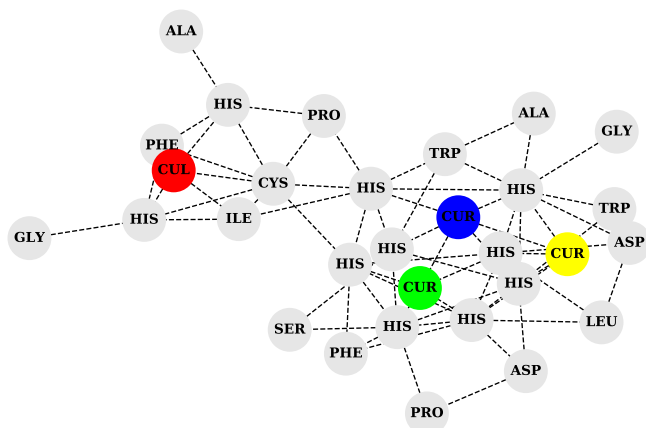 ALA
HIS
PRO
ALA
GLY
PHE
TRP
CUL
CYS
HIS
HIS
TRP
HIS
ILE
CUR
GLY
ASP
HIS
HIS
CUR
HIS
HIS
CUR
HIS
SER
HIS
LEU
PHE
ASP
PRO